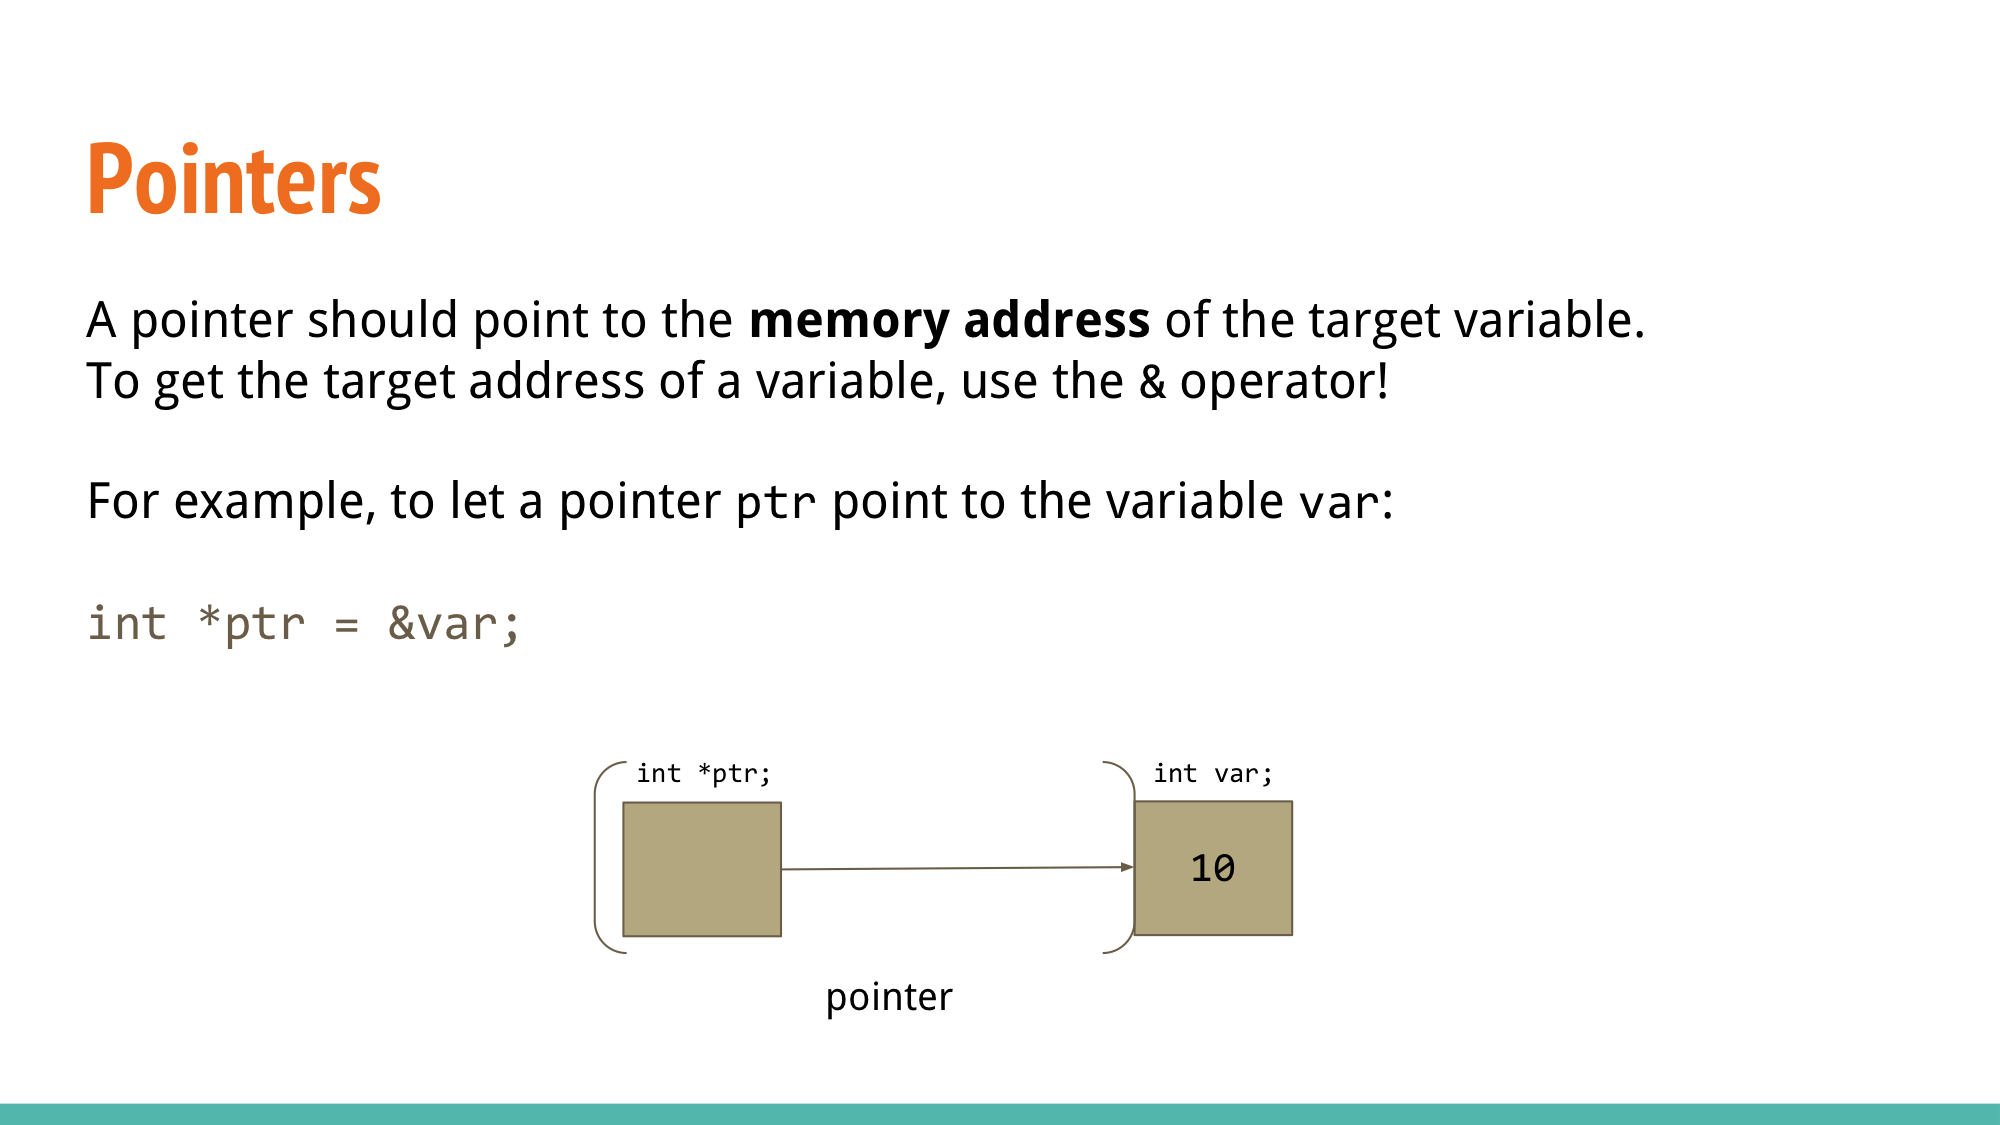 Pointers
A pointer should point to the memory address of the target variable.
To get the target address of a variable, use the & operator!
For example, to let a pointer ptr point to the variable var:
int *ptr = &var;
int *ptr;
int var;
10
pointer